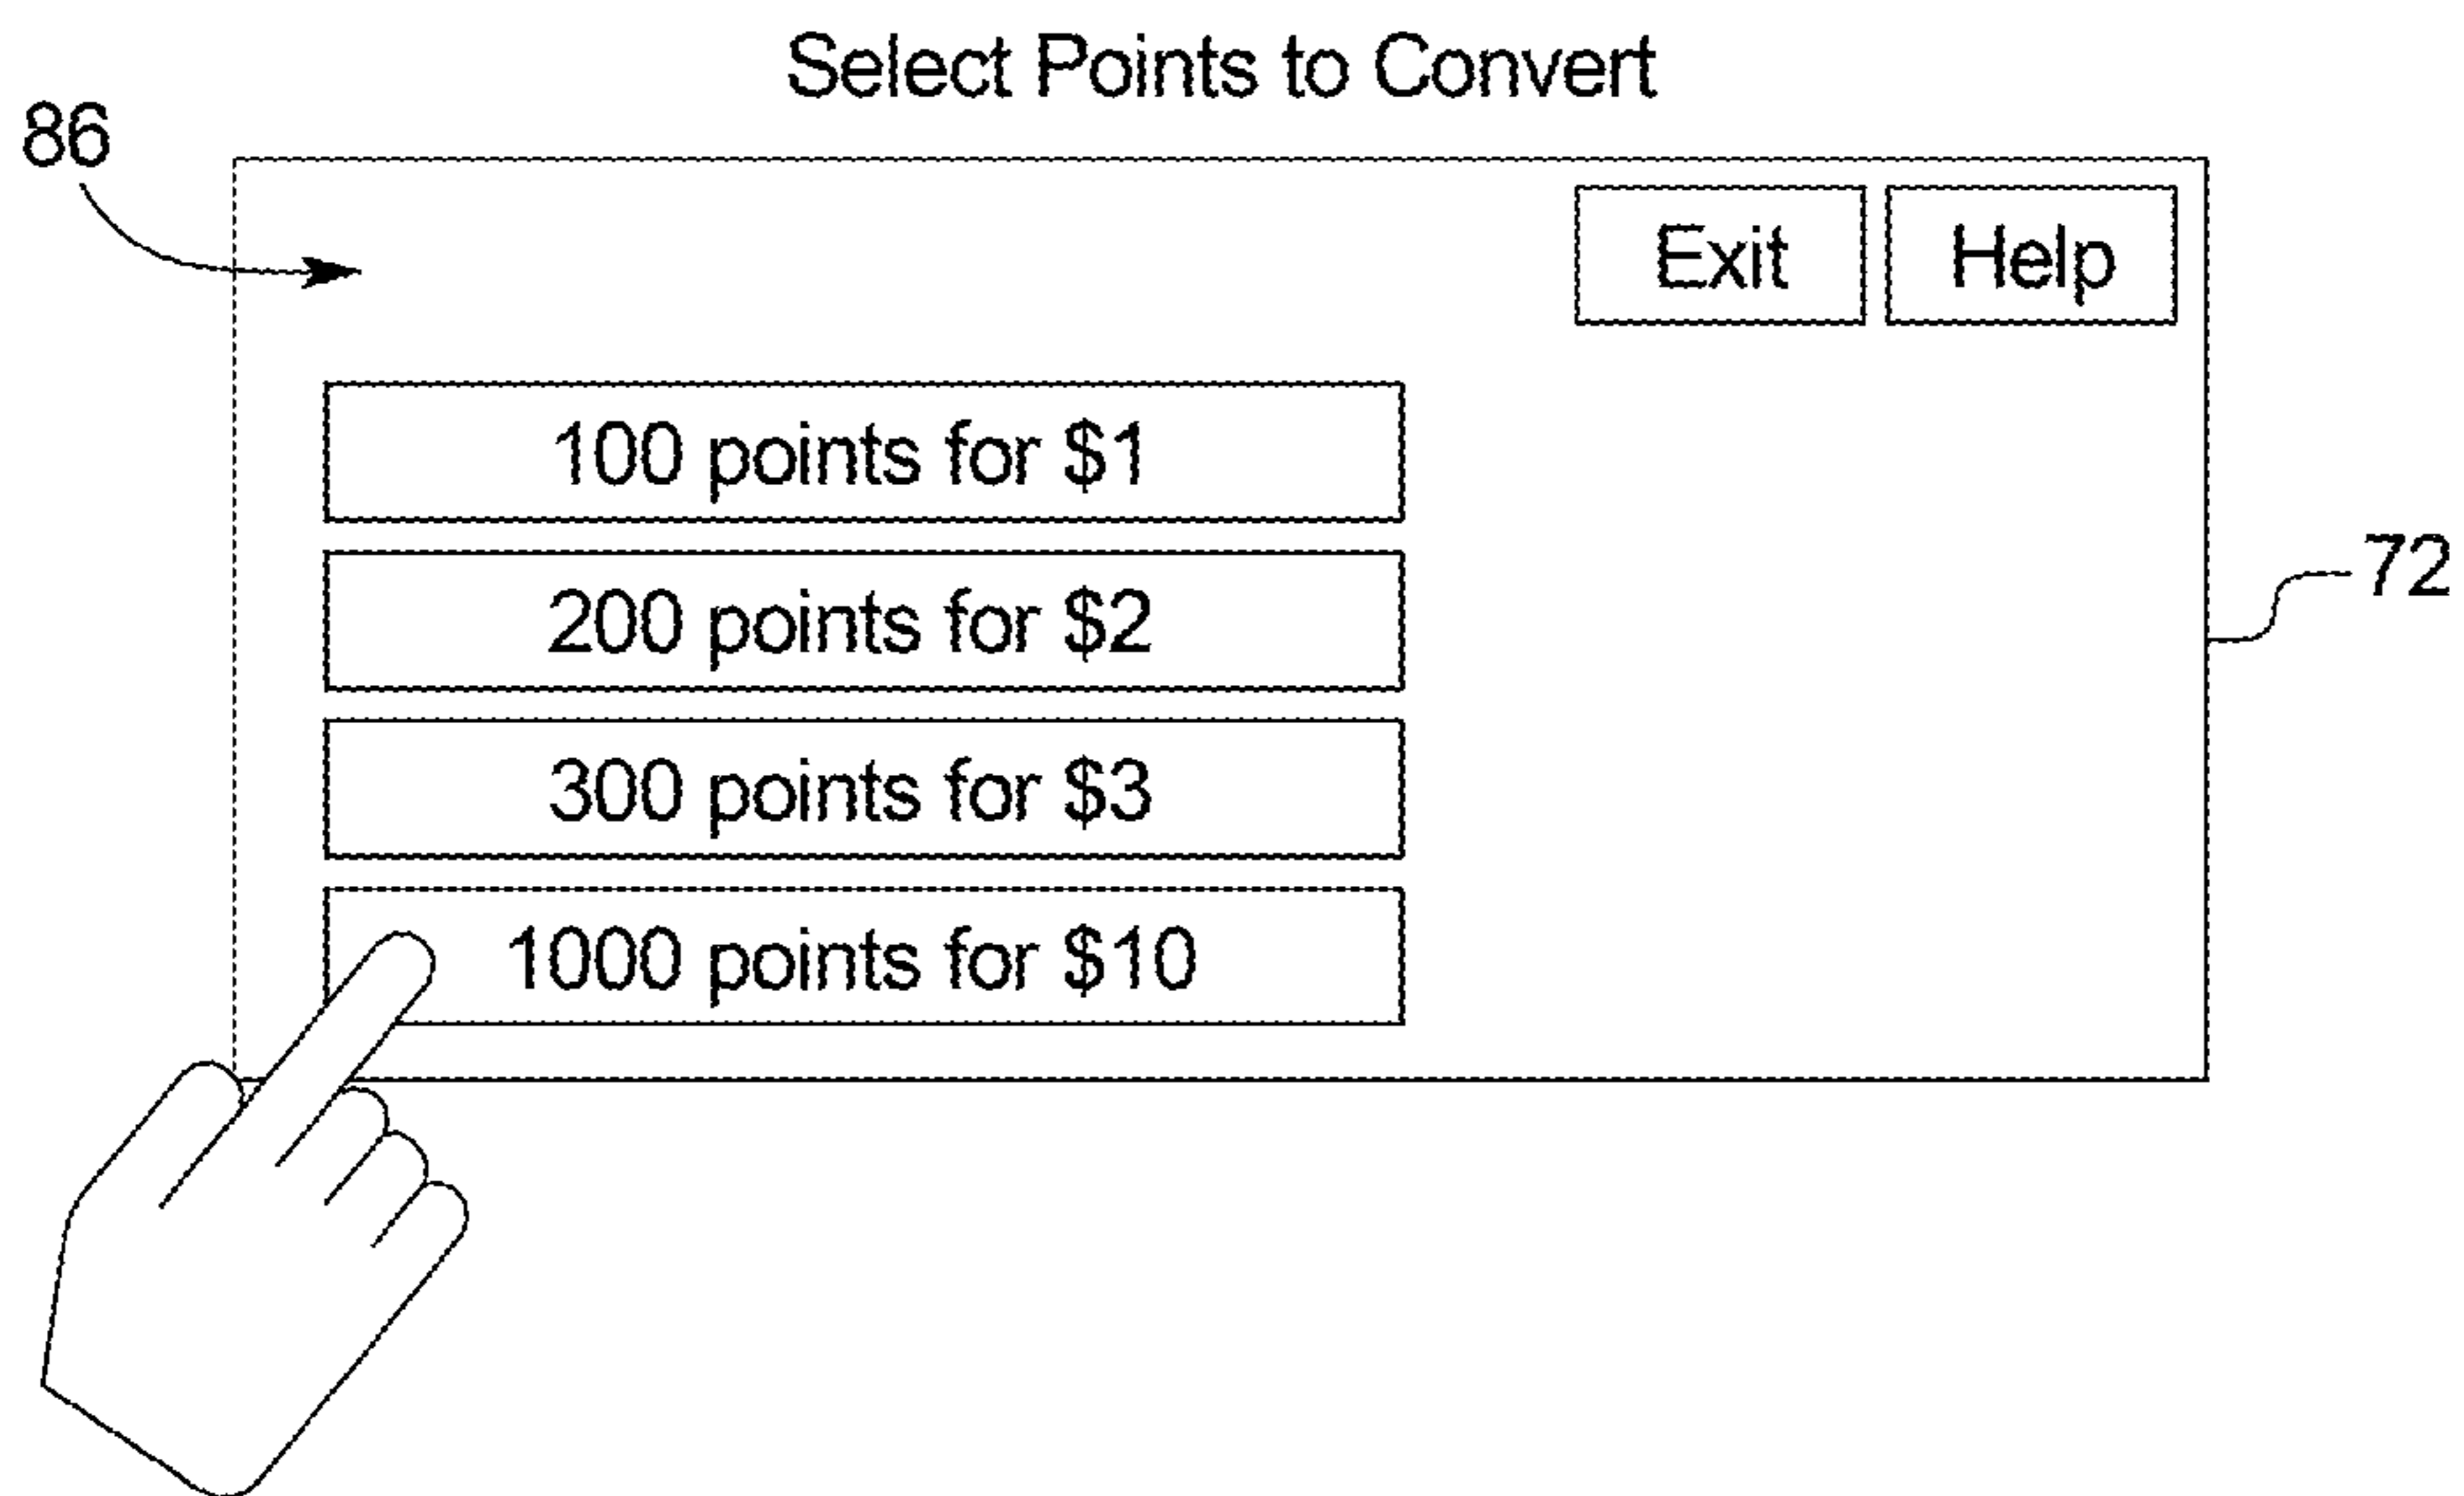 Select Points to Convert
86
Exit Help
100 points for $1
200 points for $2
72
300 points for $3
1000 points for $10